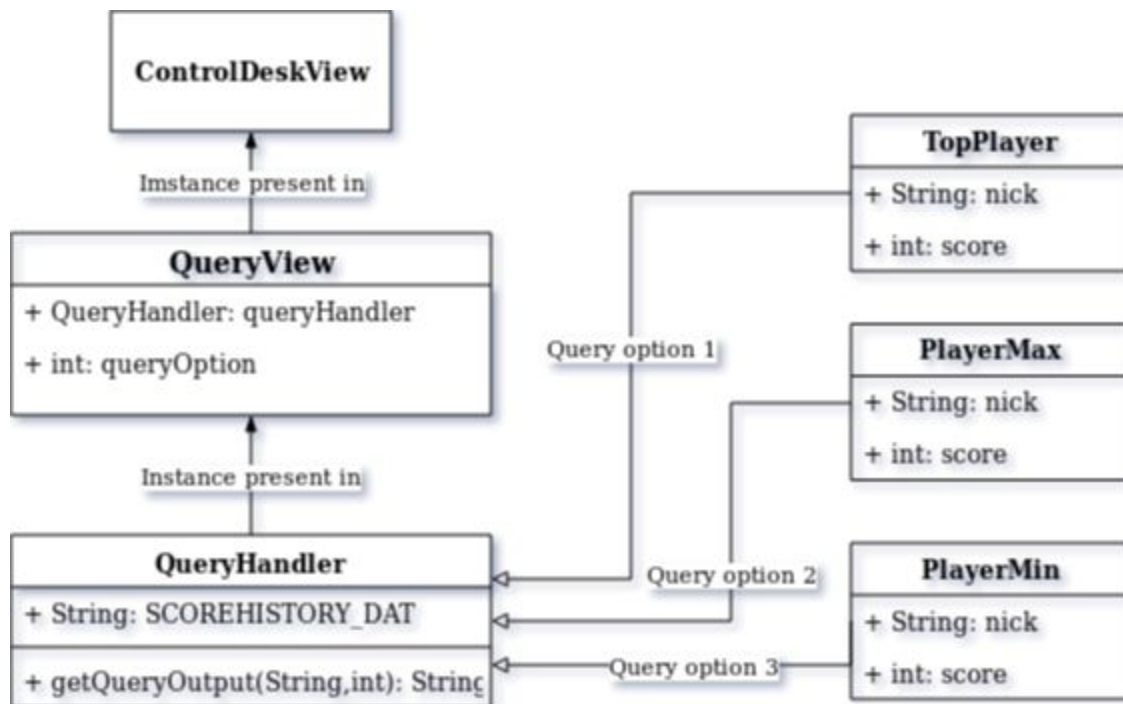 ControlDeskView
Imstance present in
QueryView
+ QueryHandler: queryHandler
+ int: queryOption
Instance present in
QueryHandler
+ String: SCOREHISTORY_DAT
+ getQueryOutput(String,int): String
Query option 1
Query option 2
Query option 3
TopPlayer
+ String: nick
+ int: score
PlayerMax
+ String: nick
+ int: score
PlayerMin
+ String: nick
+ int: score